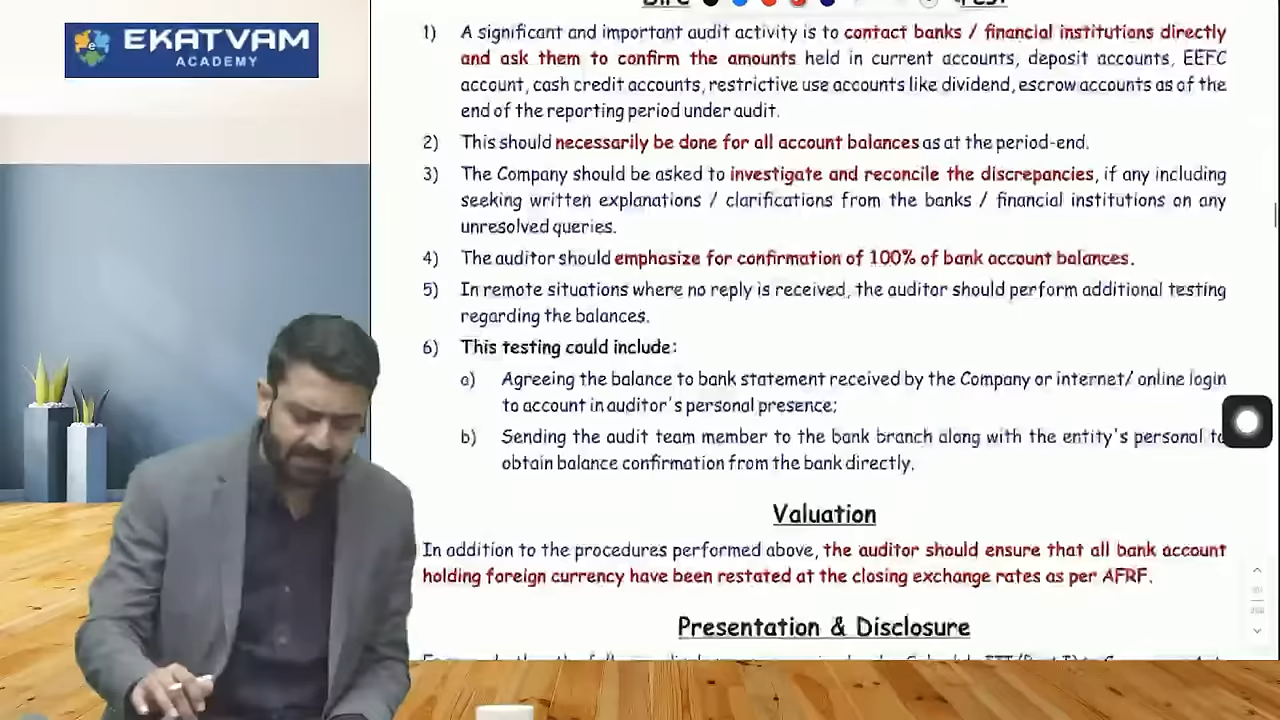 EKATVAM
ACADEMY
1) A significant and important audit activity is to contact banks / financial institutions directly
and ask them to confirm the amounts held in current accounts, deposit accounts, EEFC
account, cash credit accounts, restrictive use accounts like dividend, escrow accounts as of the
end of the reporting period under audit.
2) This should necessarily be done for all account balances as at the period-end.
3) The Company should be asked to investigate and reconcile the discrepancies, if any including
seeking written explanations / clarifications from the banks / financial institutions on any
unresolved queries.
4) The auditor should emphasize for confirmation of 100% of bank account balances.
5) In remote situations where no reply is received, the auditor should perform additional testing
regarding the balances.
6) This testing could include:
a) Agreeing the balance to bank statement received by the Company or internet/ online login
to account in auditor's personal presence;
b) Sending the audit team member to the bank branch along with the entity's personal to
obtain balance confirmation from the bank directly.
Valuation
In addition to the procedures performed above, the auditor should ensure that all bank account
holding foreign currency have been restated at the closing exchange rates as per AFRF.
Presentation & Disclosure